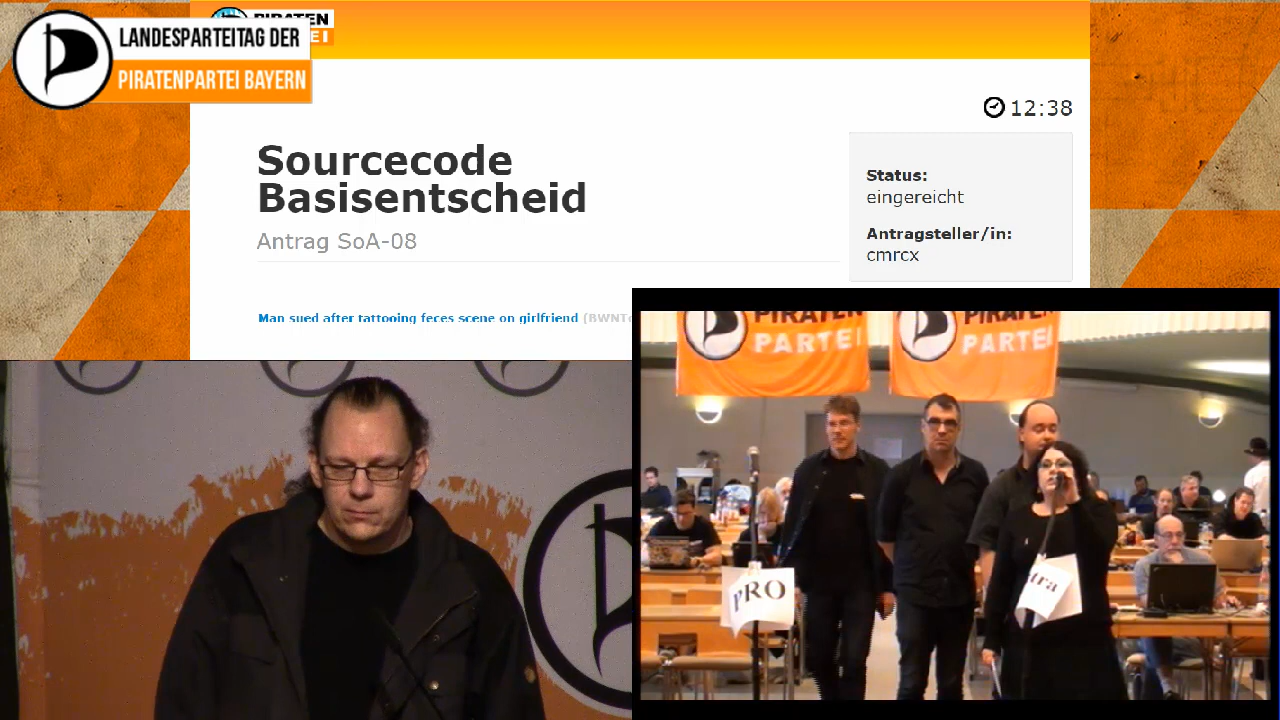 PIRATEN
LANDESPARTEITAG DER
PIRATENPARTEI BAYERN
12:38
Sourcecode
Basisentscheid
Antrag SoA-08
Status:
eingereicht
Antragsteller/in:
cmrcx
Man sued after tattooing feces scene on girlfriend
PIRATEN
PARTEI
PIRATEN
PARTEI
PRO